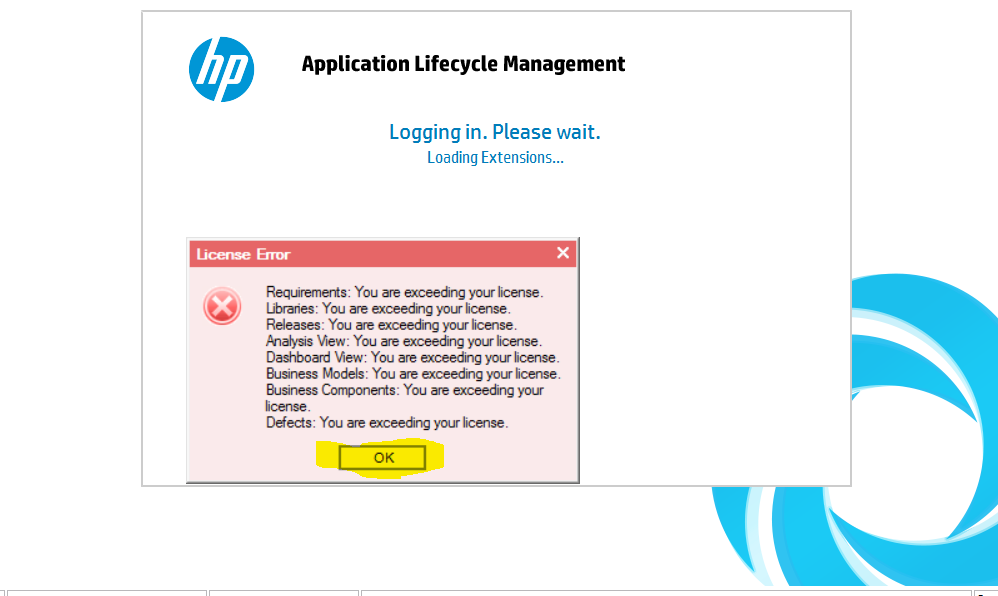 hp
Application Lifecycle Management
Logging in. Please wait.
Loading Extensions...
License Error
Requirements: You are exceeding your license.
Libraries: You are exceeding your license.
Releases: You are exceeding your license.
Analysis View: You are exceeding your license.
Dashboard View: You are exceeding your license.
Business Models: You are exceeding your license.
Business Components: You are exceeding your
license.
Defects: You are exceeding your license.
OK